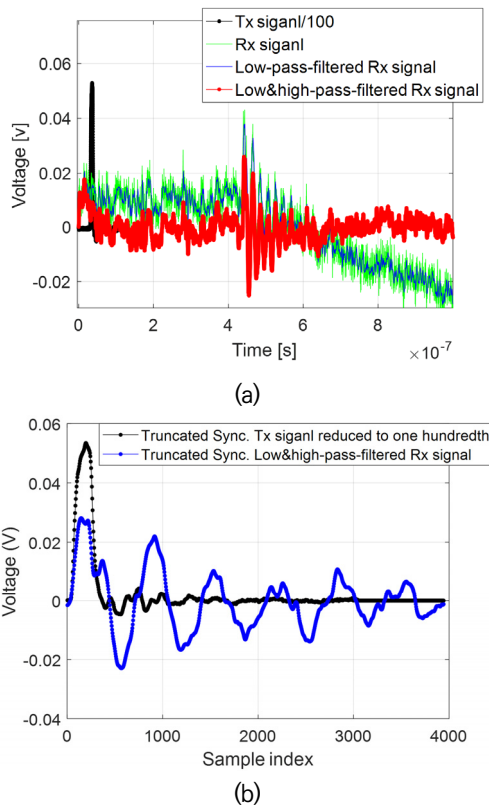 Tx siganl/100
Rx siganl
Low-pass-filtered Rx signal
Low&high-pass-filtered Rx signal
0.06
0.04
0.02
0
-0.02
Voltage [v]
0 2 4 6 8
Time [s]
×10⁻⁷
(a)
Truncated Sync. Tx siganl reduced to one hundredth
Truncated Sync. Low&high-pass-filtered Rx signal
0.06
0.04
0.02
0
-0.02
-0.04
Voltage (V)
0 1000 2000 3000 4000
Sample index
(b)